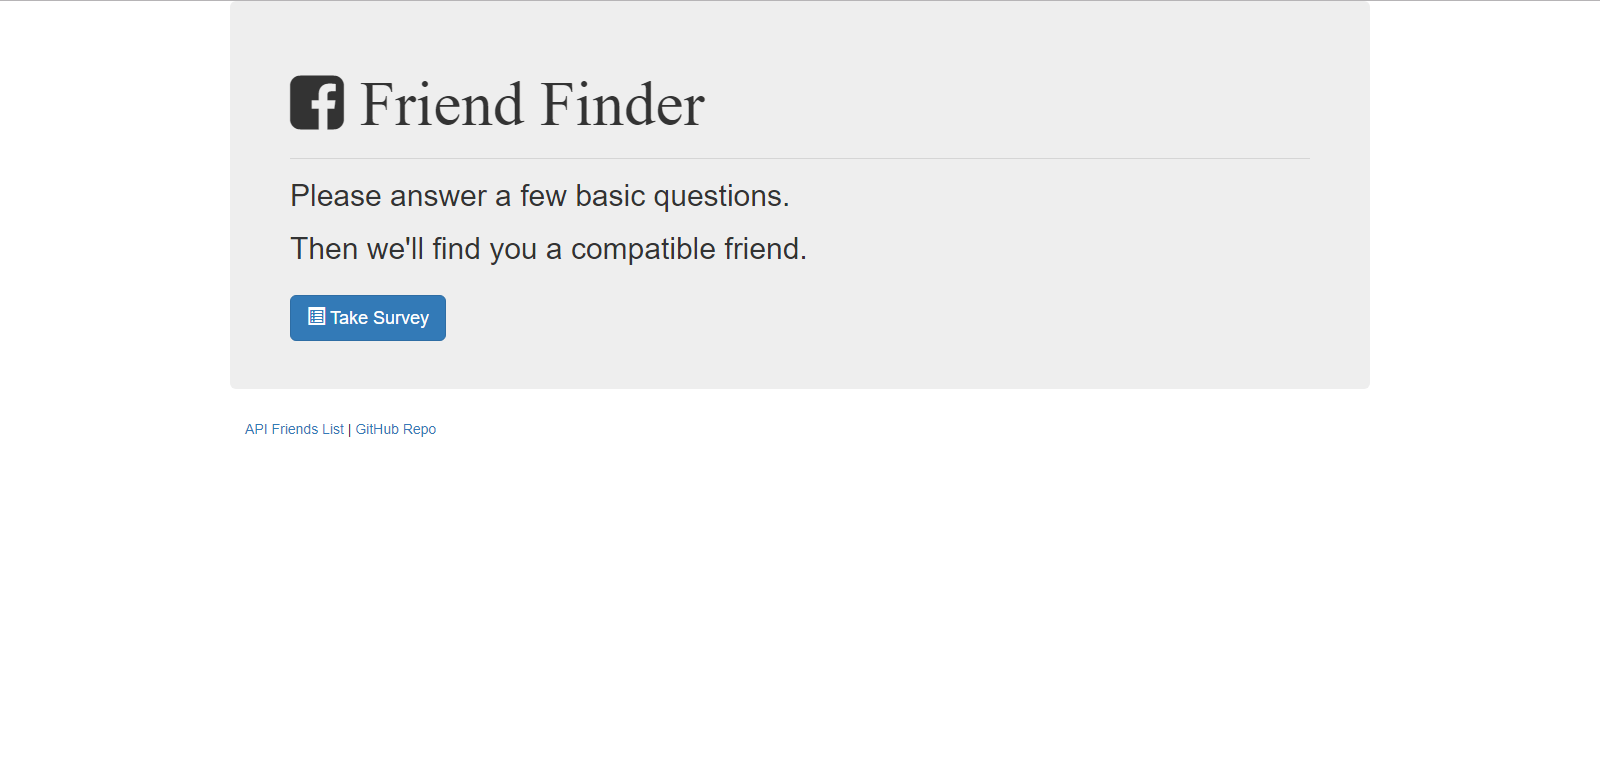 Friend Finder
Please answer a few basic questions.
Then we'll find you a compatible friend.
Take Survey
API Friends List | GitHub Repo